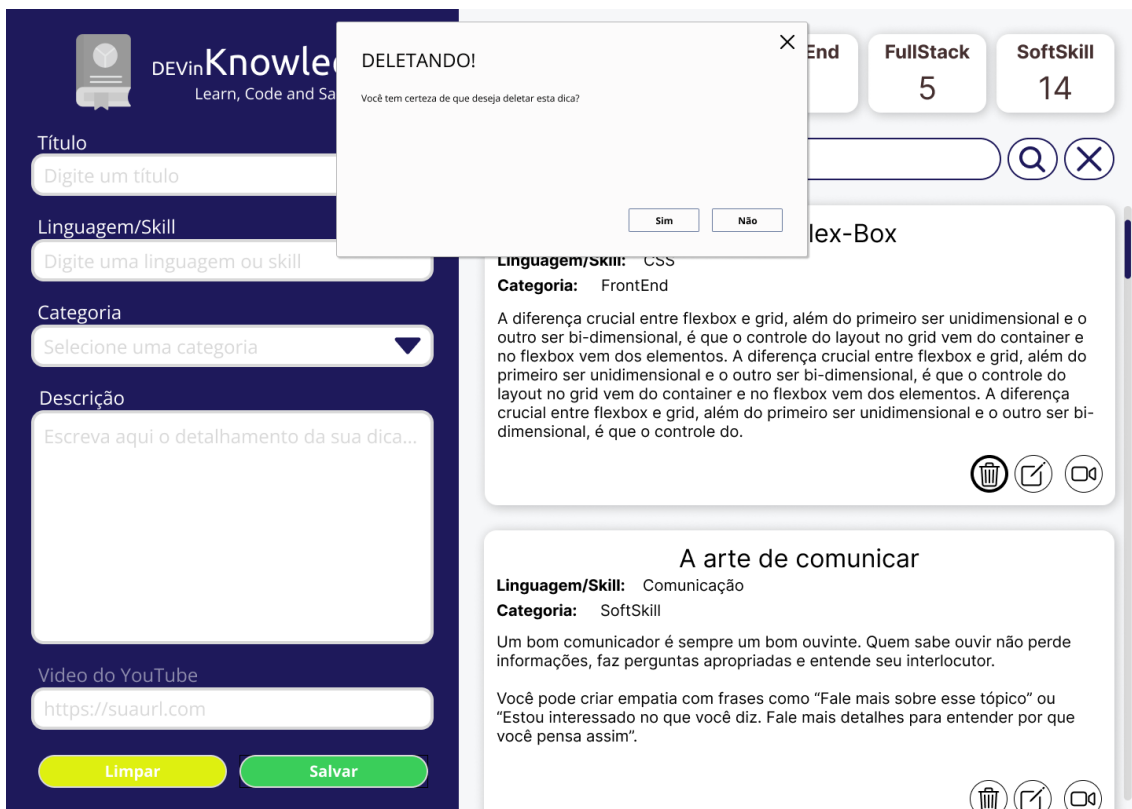 DEVinKnowle
Learn, Code and Sa
Título
Digite um título
Linguagem/Skill
Digite uma linguagem ou skill
Categoria
Selecione uma categoria
Descrição
Escreva aqui o detalhamento da sua dica...
Video do YouTube
https://suaurl.com
Limpar
Salvar
DELETANDO!
Você tem certeza de que deseja deletar esta dica?
Sim
Não
End
FullStack
5
SoftSkill
14
lex-Box
Linguagem/Skill: CSS
Categoria: FrontEnd
A diferença crucial entre flexbox e grid, além do primeiro ser unidimensional e o
outro ser bi-dimensional, é que o controle do layout no grid vem do container e
no flexbox vem dos elementos. A diferença crucial entre flexbox e grid, além do
primeiro ser unidimensional e o outro ser bi-dimensional, é que o controle do
layout no grid vem do container e no flexbox vem dos elementos. A diferença
crucial entre flexbox e grid, além do primeiro ser unidimensional e o outro ser bi-
dimensional, é que o controle do.
A arte de comunicar
Linguagem/Skill: Comunicação
Categoria: SoftSkill
Um bom comunicador é sempre um bom ouvinte. Quem sabe ouvir não perde
informações, faz perguntas apropriadas e entende seu interlocutor.
Você pode criar empatia com frases como “Fale mais sobre esse tópico” ou
“Estou interessado no que você diz. Fale mais detalhes para entender por que
você pensa assim”.